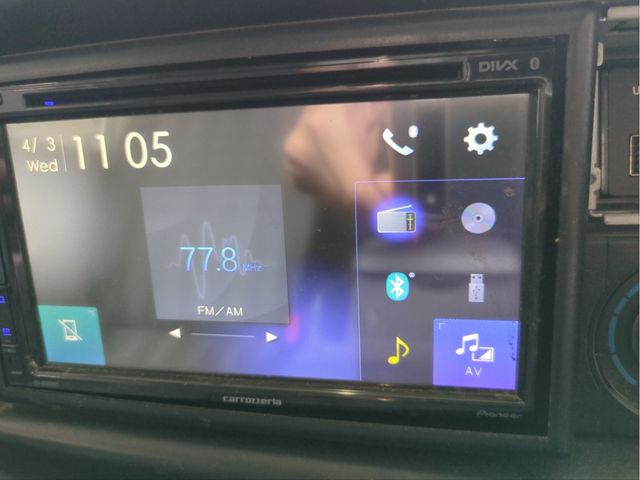 DIVX
4/ 3
Wed
11 05
77.8 MHz
FM/AM
AV
carrozzeria
Pioneer
U